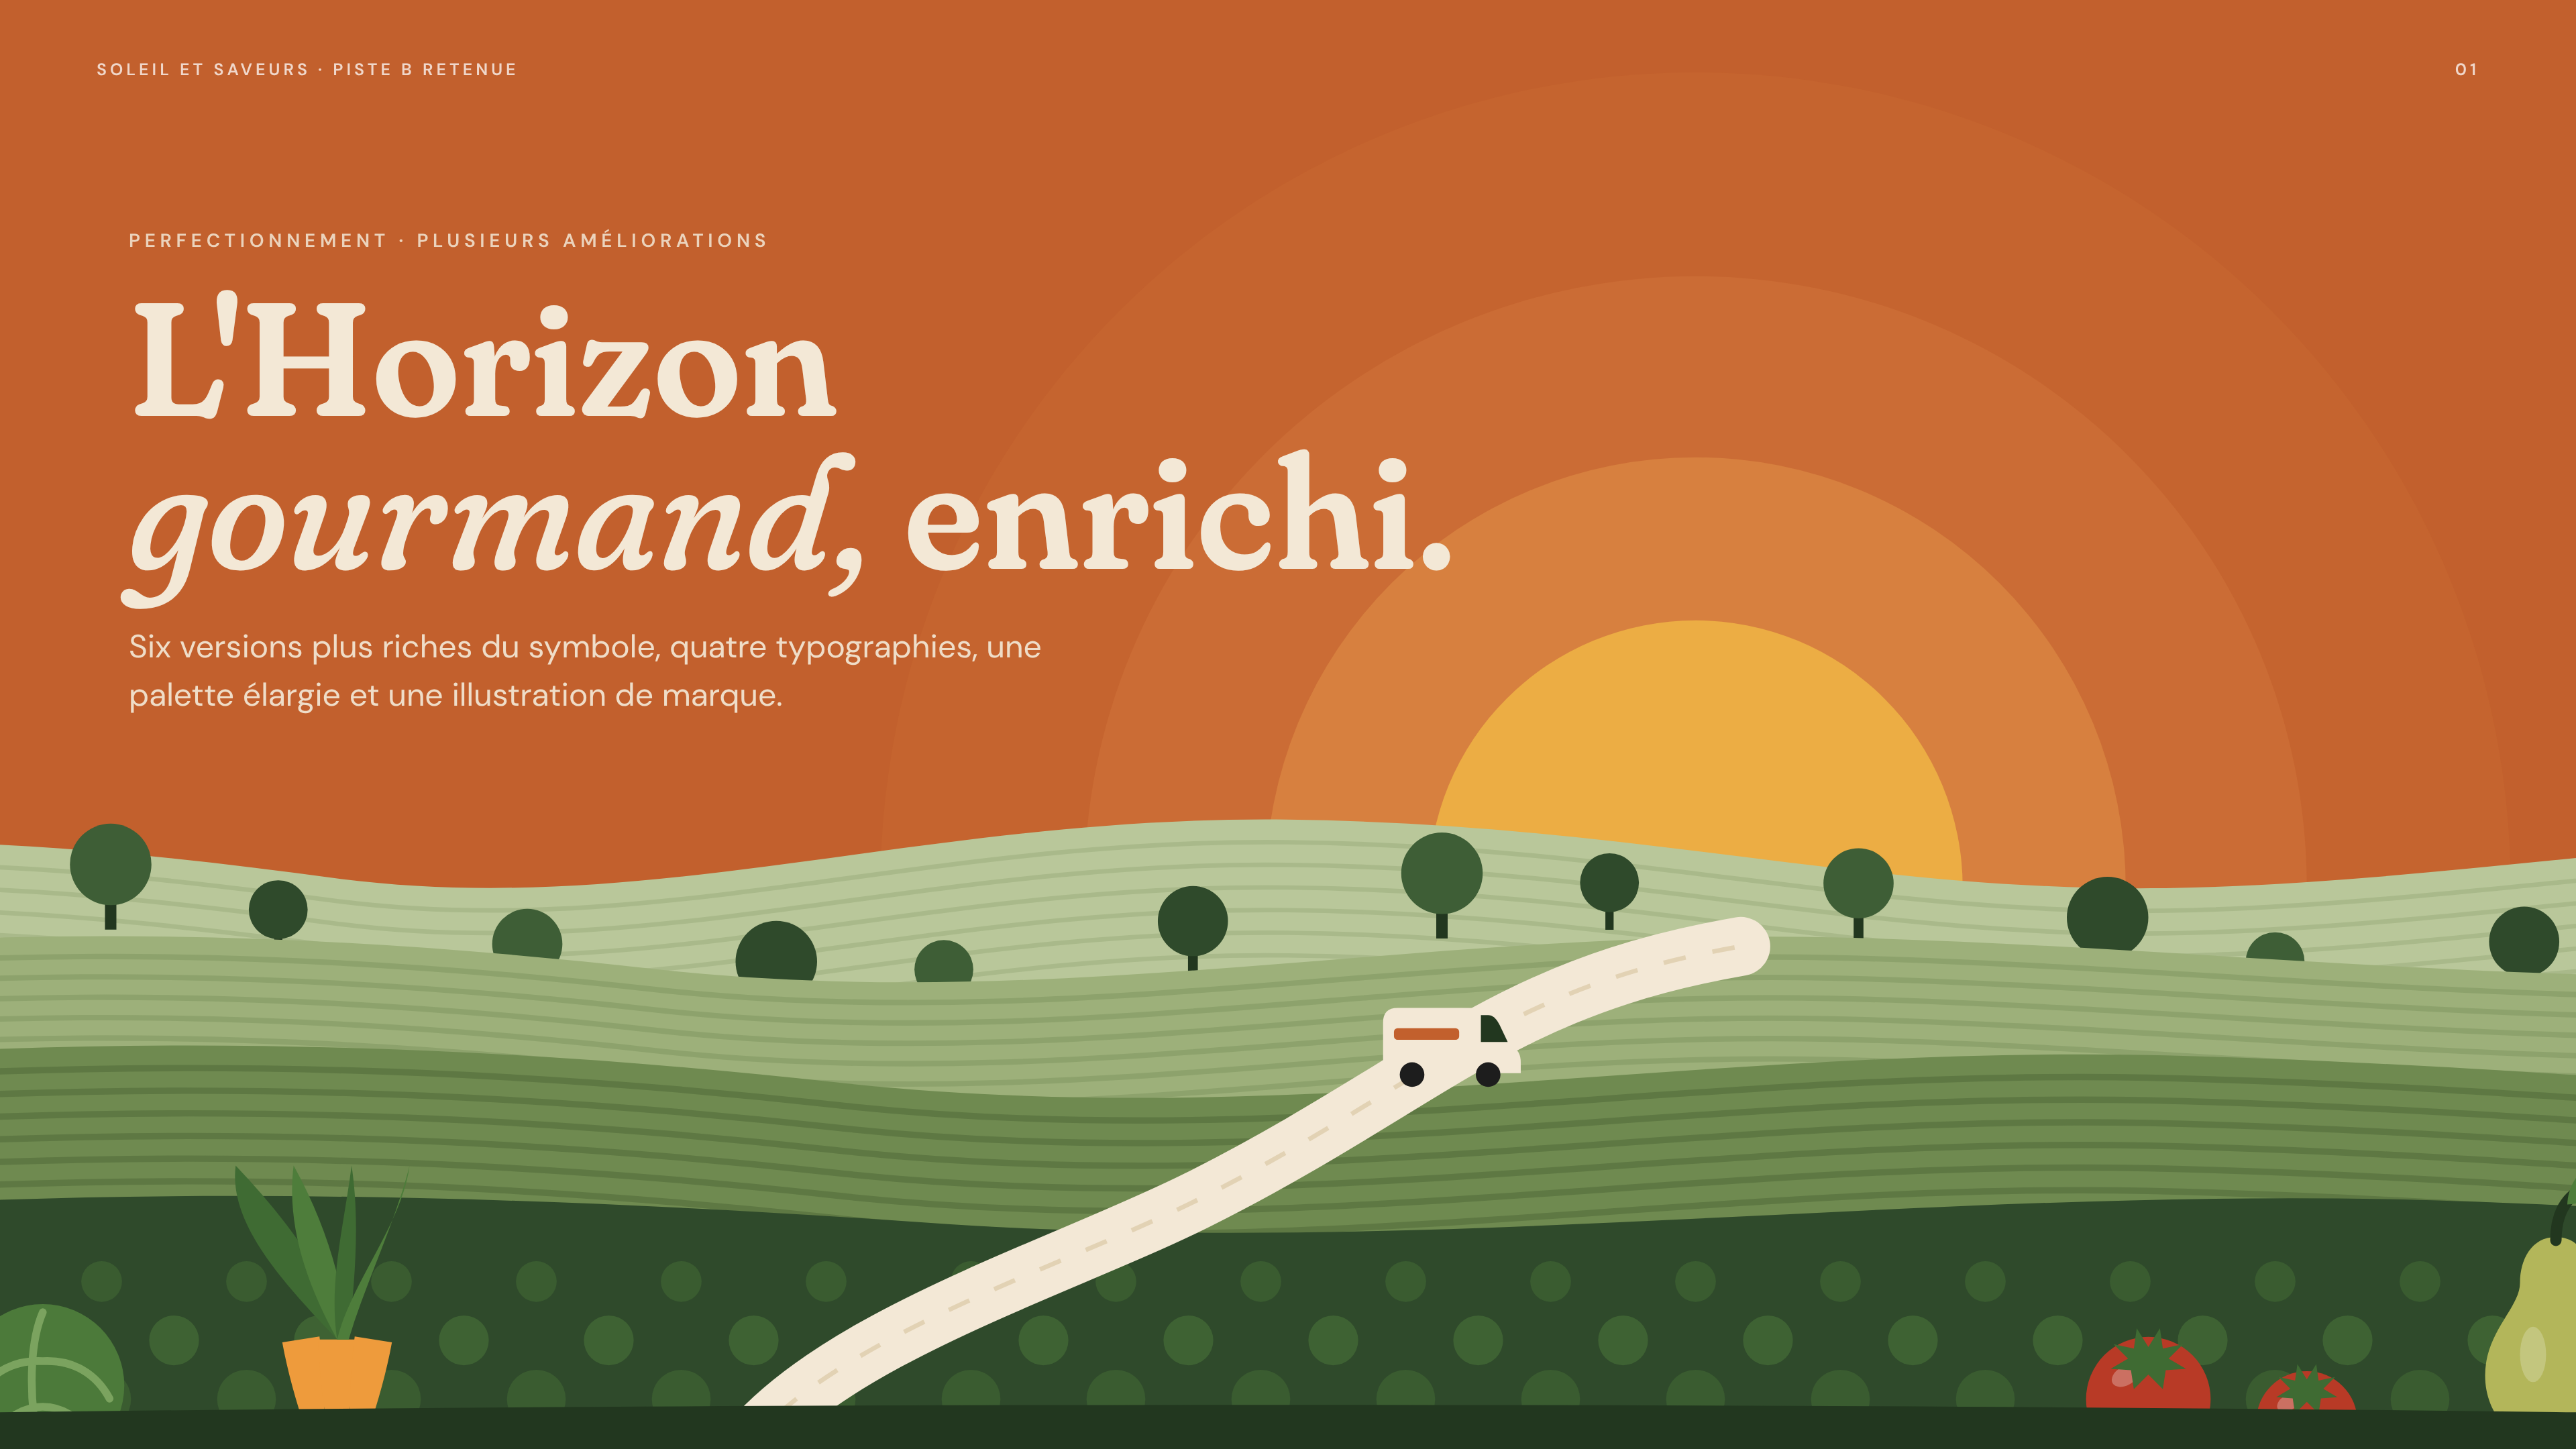 SOLEIL ET SAVEURS · PISTE B RETENUE
01
PERFECTIONNEMENT · PLUSIEURS AMÉLIORATIONS
L'Horizon
gourmand, enrichi.
Six versions plus riches du symbole, quatre typographies, une
palette élargie et une illustration de marque.